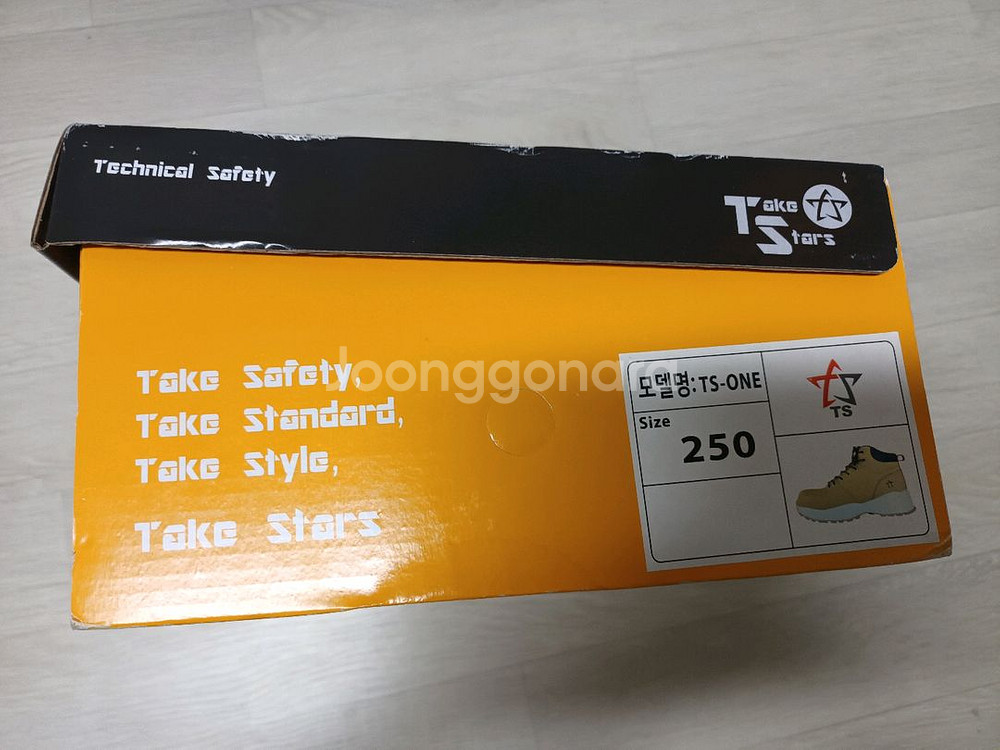 Technical Safety
Take
Stars
Take Safety,
Take Standard,
Take Style,
Take Stars
joonggonara
모델명:TS-ONE
Size
250
TS